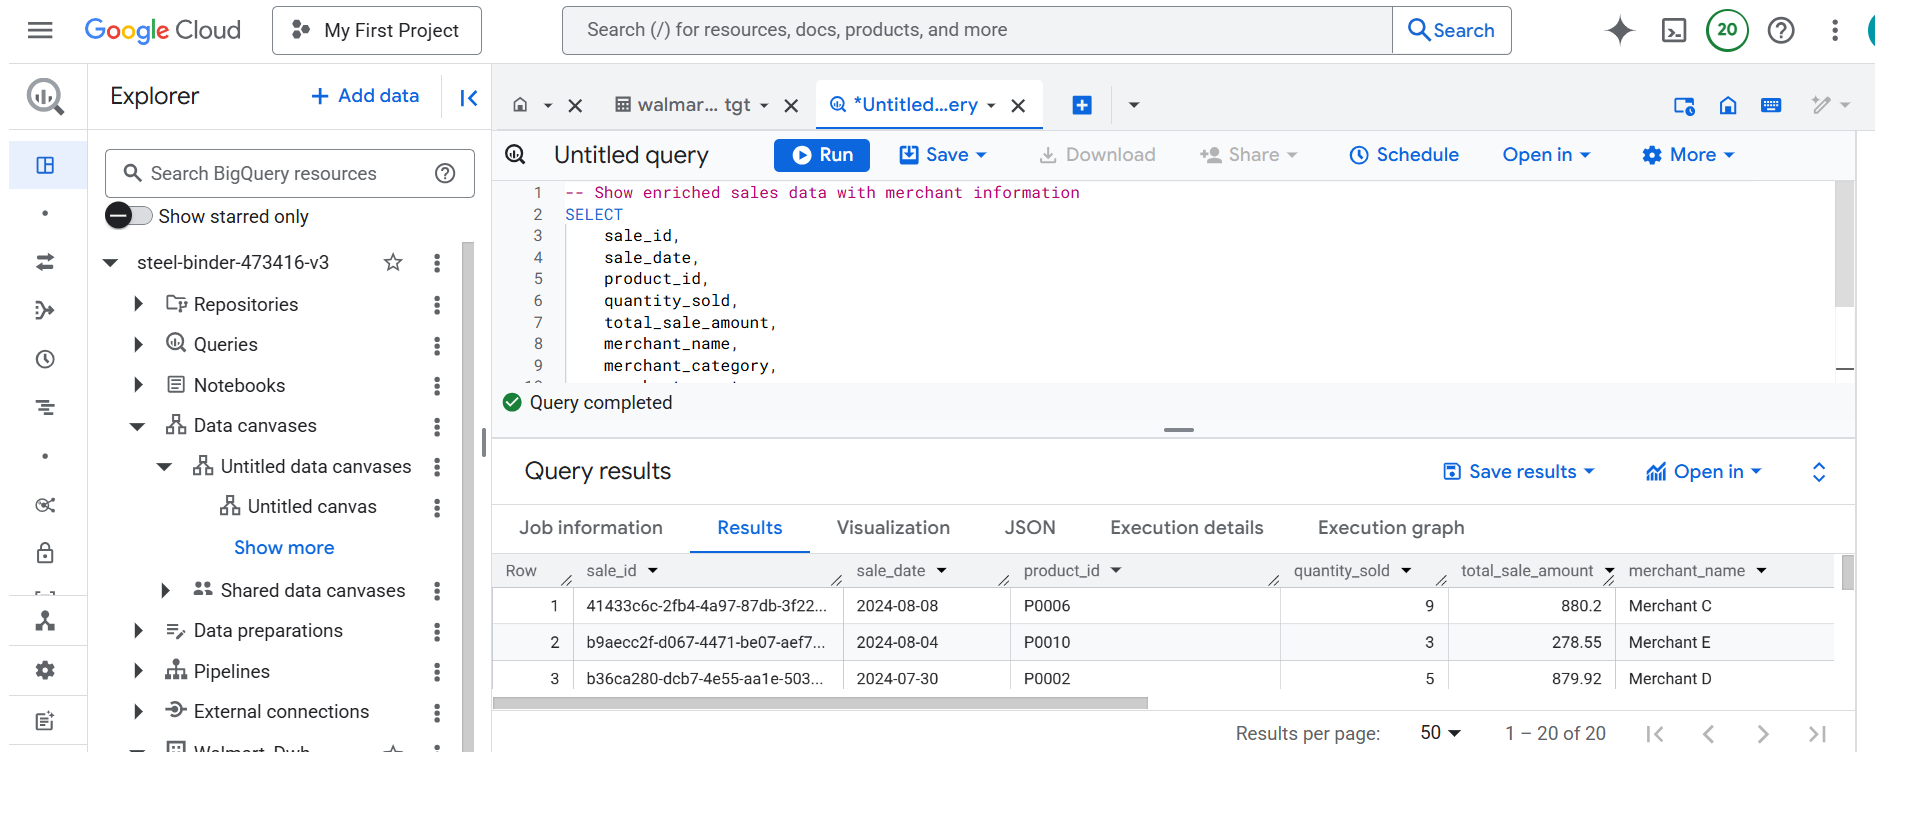 Google Cloud
My First Project
Search (/) for resources, docs, products, and more
Search
20
Explorer
+ Add data
walmar... tgt
*Untitled...ery
Search BigQuery resources
Show starred only
steel-binder-473416-v3
Repositories
Queries
Notebooks
Data canvases
Untitled data canvases
Untitled canvas
Show more
Shared data canvases
Data preparations
Pipelines
External connections
Walmart_Dwh
Untitled query
Run
Save
Download
Share
Schedule
Open in
More
1 -- Show enriched sales data with merchant information
2 SELECT
3 sale_id,
4 sale_date,
5 product_id,
6 quantity_sold,
7 total_sale_amount,
8 merchant_name,
9 merchant_category,
Query completed
Query results
Save results
Open in
Job information Results Visualization JSON Execution details Execution graph
Row sale_id sale_date product_id quantity_sold total_sale_amount merchant_name
1 41433c6c-2fb4-4a97-87db-3f22... 2024-08-08 P0006 9 880.2 Merchant C
2 b9aecc2f-d067-4471-be07-aef7... 2024-08-04 P0010 3 278.55 Merchant E
3 b36ca280-dcb7-4e55-aa1e-503... 2024-07-30 P0002 5 879.92 Merchant D
Results per page: 50 1 – 20 of 20